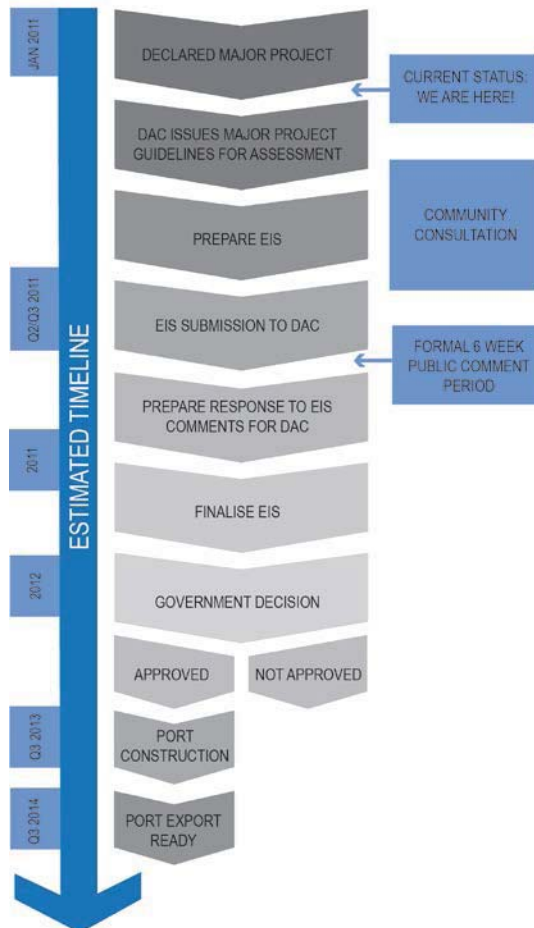 JAN 2011
DECLARED MAJOR PROJECT
CURRENT STATUS:
WE ARE HERE!
DAC ISSUES MAJOR PROJECT
GUIDELINES FOR ASSESSMENT
COMMUNITY
CONSULTATION
PREPARE EIS
Q2/Q3 2011
EIS SUBMISSION TO DAC
FORMAL 6 WEEK
PUBLIC COMMENT
PERIOD
ESTIMATED TIMELINE
PREPARE RESPONSE TO EIS
COMMENTS FOR DAC
2011
FINALISE EIS
2012
GOVERNMENT DECISION
APPROVED
NOT APPROVED
Q3 2013
PORT
CONSTRUCTION
Q3 2014
PORT EXPORT
READY